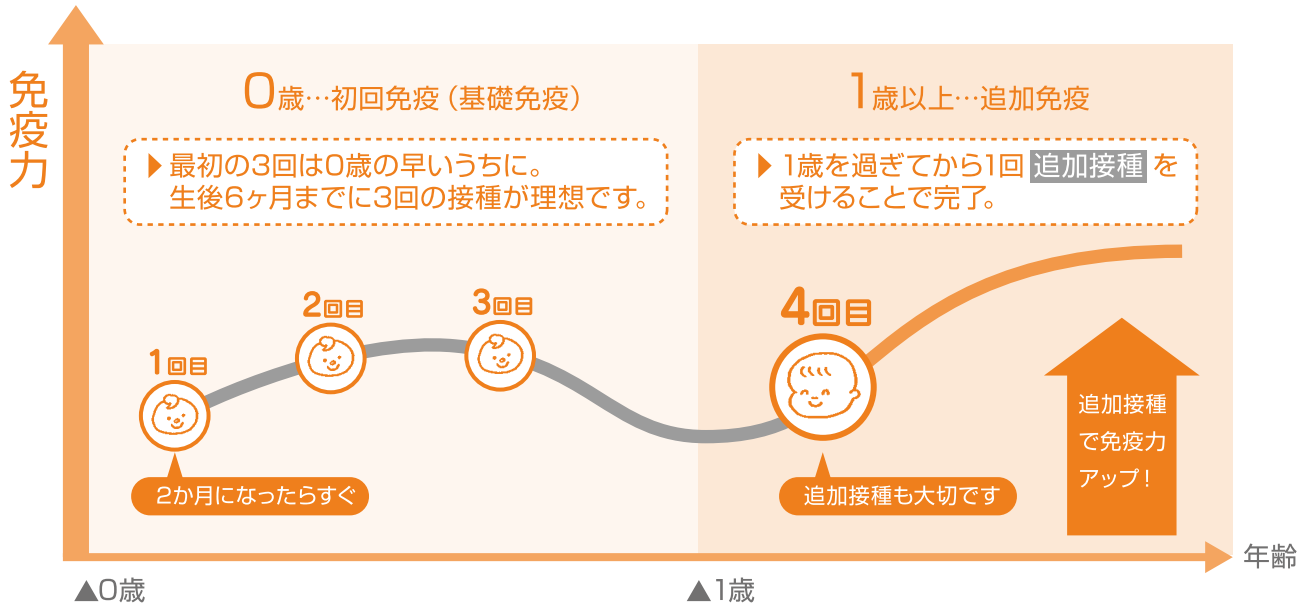 免疫力
0歳…初回免疫（基礎免疫）
最初の3回は0歳の早いうちに。
生後6ヶ月までに3回の接種が理想です。
1歳以上…追加免疫
1歳を過ぎてから1回 追加接種 を
受けることで完了。
1回目
2回目
3回目
4回目
2か月になったらすぐ
追加接種も大切です
追加接種
で免疫力
アップ！
年齢
▲0歳
▲1歳